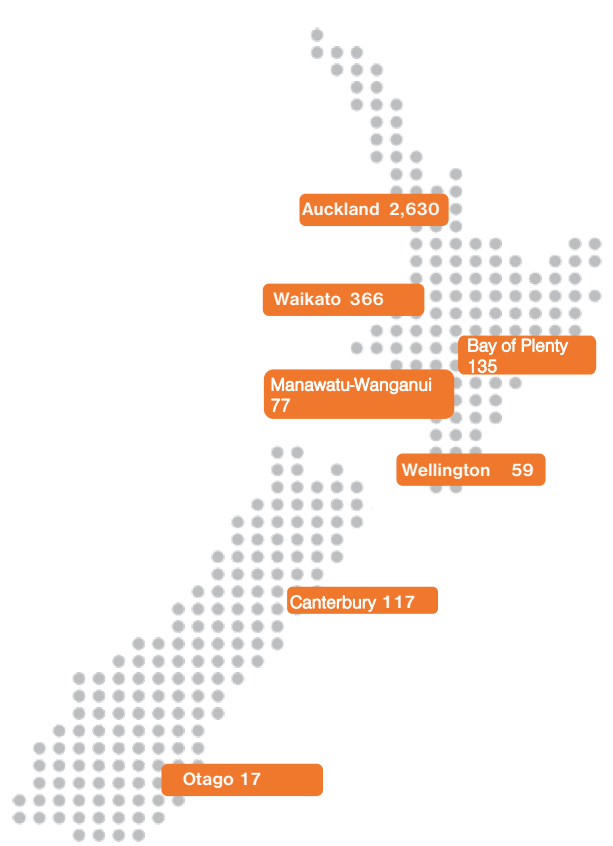 Auckland 2,630
Waikato 366
Bay of Plenty
135
Manawatu-Wanganui
77
Wellington 59
Canterbury 117
Otago 17